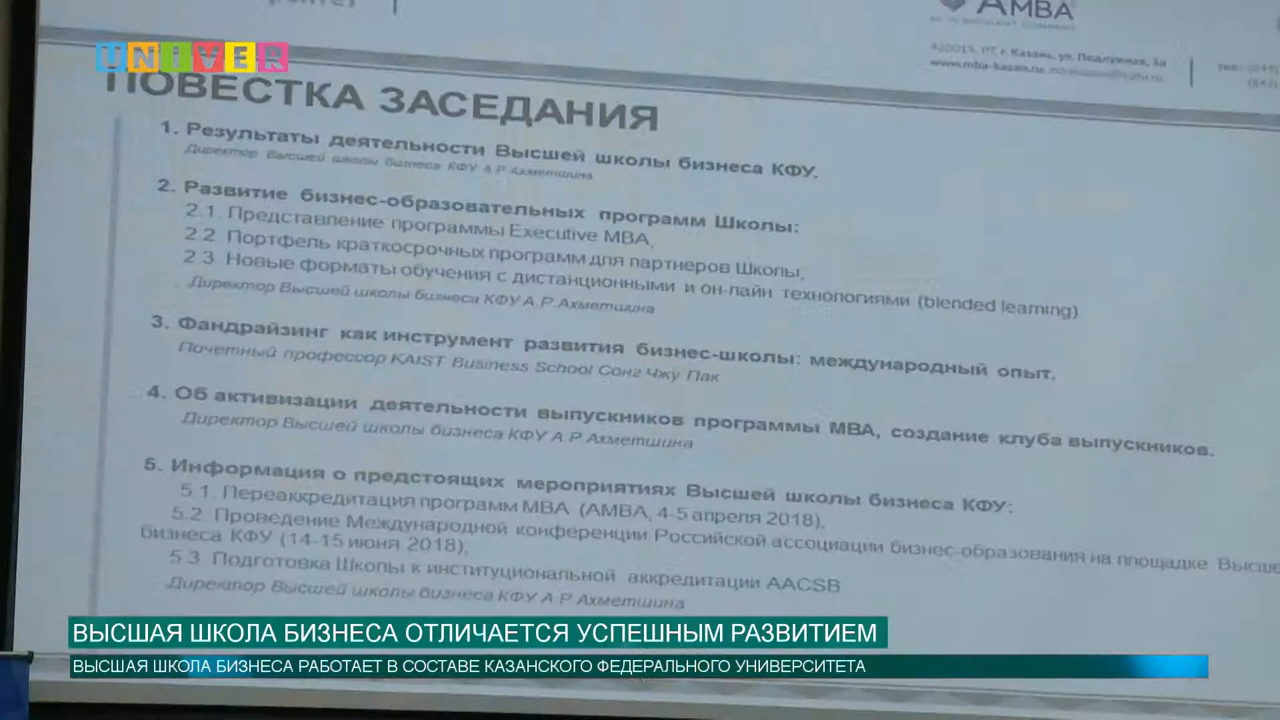 AMBA
420015, РТ, г. Казань, ул. Подлужная, 3а
www.mba-kazan.ru,
UNIVER
ПОВЕСТКА ЗАСЕДАНИЯ
1. Результаты деятельности Высшей школы бизнеса КФУ.
Директор Высшей школы бизнеса КФУ А.Р.Ахметшина
2. Развитие бизнес-образовательных программ Школы:
2.1. Представление программы Executive MBA,
2.2. Портфель краткосрочных программ для партнеров Школы,
2.3. Новые форматы обучения с дистанционными и он-лайн технологиями (blended learning)
Директор Высшей школы бизнеса КФУ А.Р.Ахметшина
3. Фандрайзинг как инструмент развития бизнес-школы: международный опыт.
Почетный профессор KAIST Business School Сонг Чжу Пак
4. Об активизации деятельности выпускников программы МВА, создание клуба выпускников.
Директор Высшей школы бизнеса КФУ А.Р.Ахметшина
5. Информация о предстоящих мероприятиях Высшей школы бизнеса КФУ:
5.1. Переаккредитация программ МВА (AMBA, 4-5 апреля 2018),
5.2. Проведение Международной конференции Российской ассоциации бизнес-образования на площадке Высше
бизнеса КФУ (14-15 июня 2018);
5.3. Подготовка Школы к институциональной аккредитации AACSB
Директор Высшей школы бизнеса КФУ А.Р.Ахметшина
ВЫСШАЯ ШКОЛА БИЗНЕСА ОТЛИЧАЕТСЯ УСПЕШНЫМ РАЗВИТИЕМ
ВЫСШАЯ ШКОЛА БИЗНЕСА РАБОТАЕТ В СОСТАВЕ КАЗАНСКОГО ФЕДЕРАЛЬНОГО УНИВЕРСИТЕТА